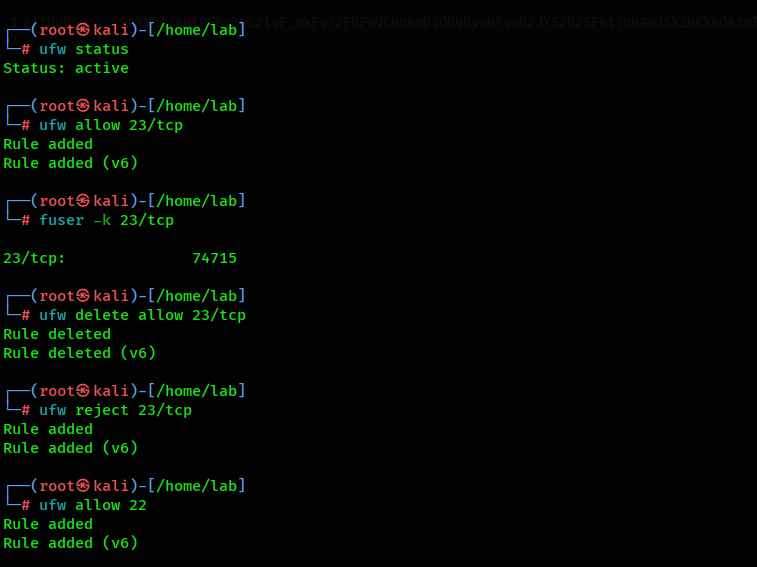 ┌──(root㉿kali)-[/home/lab]
└─# ufw status
Status: active
┌──(root㉿kali)-[/home/lab]
└─# ufw allow 23/tcp
Rule added
Rule added (v6)
┌──(root㉿kali)-[/home/lab]
└─# fuser -k 23/tcp
23/tcp:              74715
┌──(root㉿kali)-[/home/lab]
└─# ufw delete allow 23/tcp
Rule deleted
Rule deleted (v6)
┌──(root㉿kali)-[/home/lab]
└─# ufw reject 23/tcp
Rule added
Rule added (v6)
┌──(root㉿kali)-[/home/lab]
└─# ufw allow 22
Rule added
Rule added (v6)